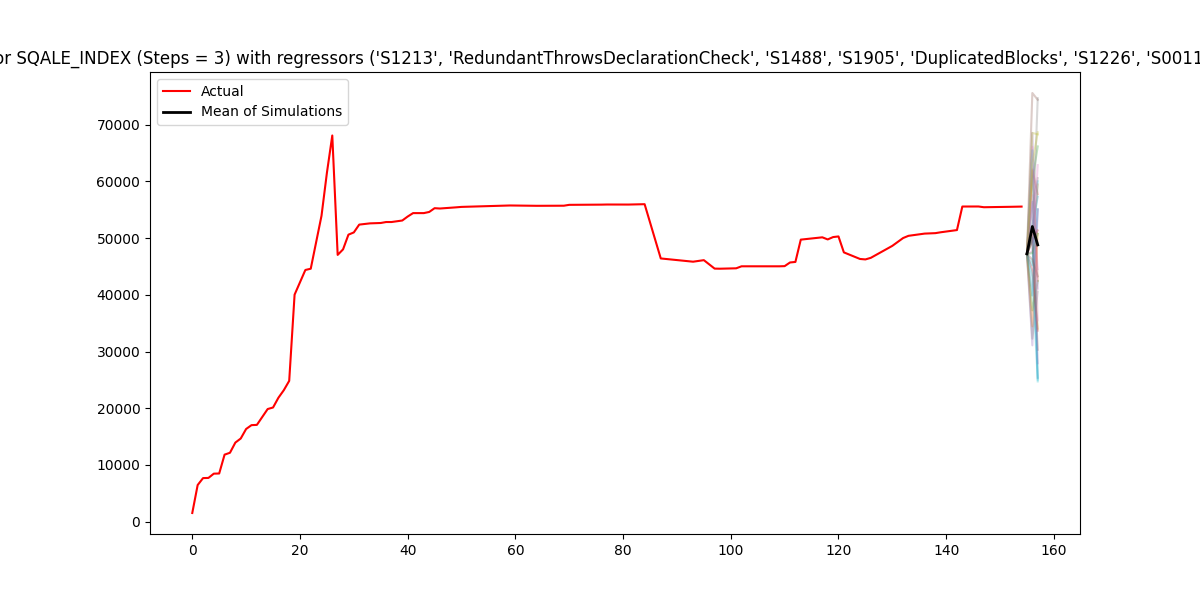 or SQALE_INDEX (Steps = 3) with regressors ('S1213', 'RedundantThrowsDeclarationCheck', 'S1488', 'S1905', 'DuplicatedBlocks', 'S1226', 'S0011
Actual
Mean of Simulations
70000
60000
50000
40000
30000
20000
10000
0
0 20 40 60 80 100 120 140 160